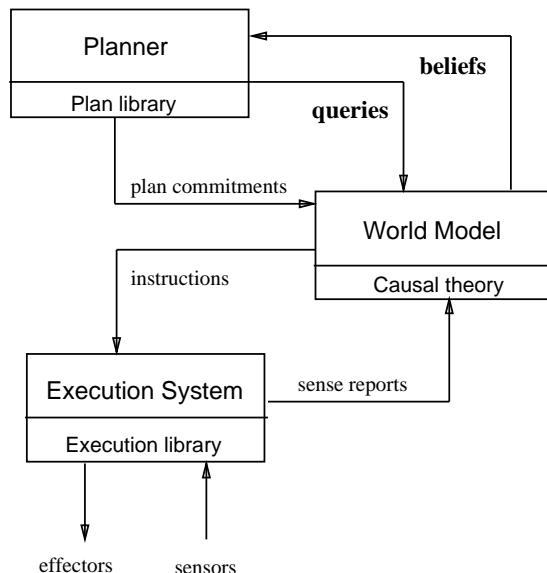 Planner
beliefs
Plan library
queries
plan commitments
World Model
instructions
Causal theory
Execution System
sense reports
Execution library
effectors
sensors